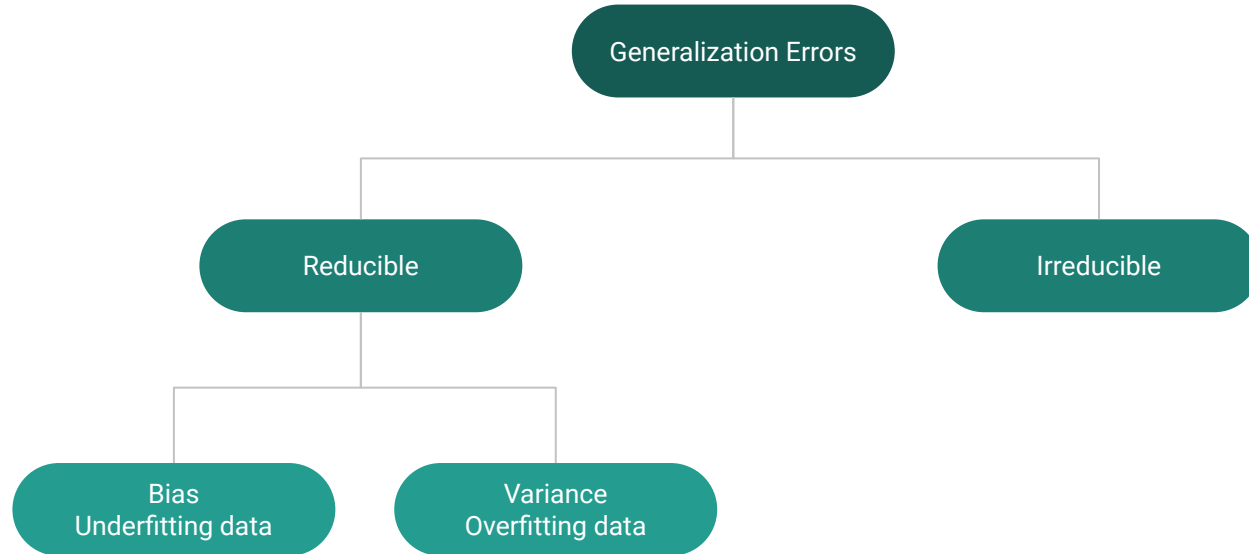 Generalization Errors
Reducible
Irreducible
Bias
Underfitting data
Variance
Overfitting data